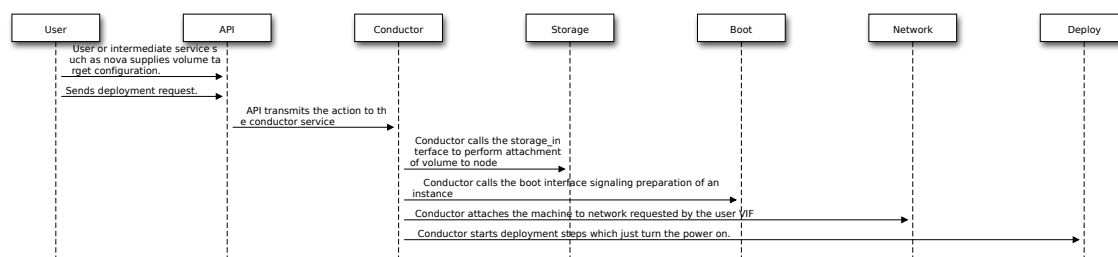 User
API
Conductor
Storage
Boot
Network
Deploy
User or intermediate service s
uch as nova supplies volume ta
rget configuration.
Sends deployment request.
API transmits the action to th
e conductor service
Conductor calls the storage_in
terface to perform attachment
of volume to node
Conductor calls the boot interface signaling preparation of an
instance
Conductor attaches the machine to network requested by the user VIF
Conductor starts deployment steps which just turn the power on.